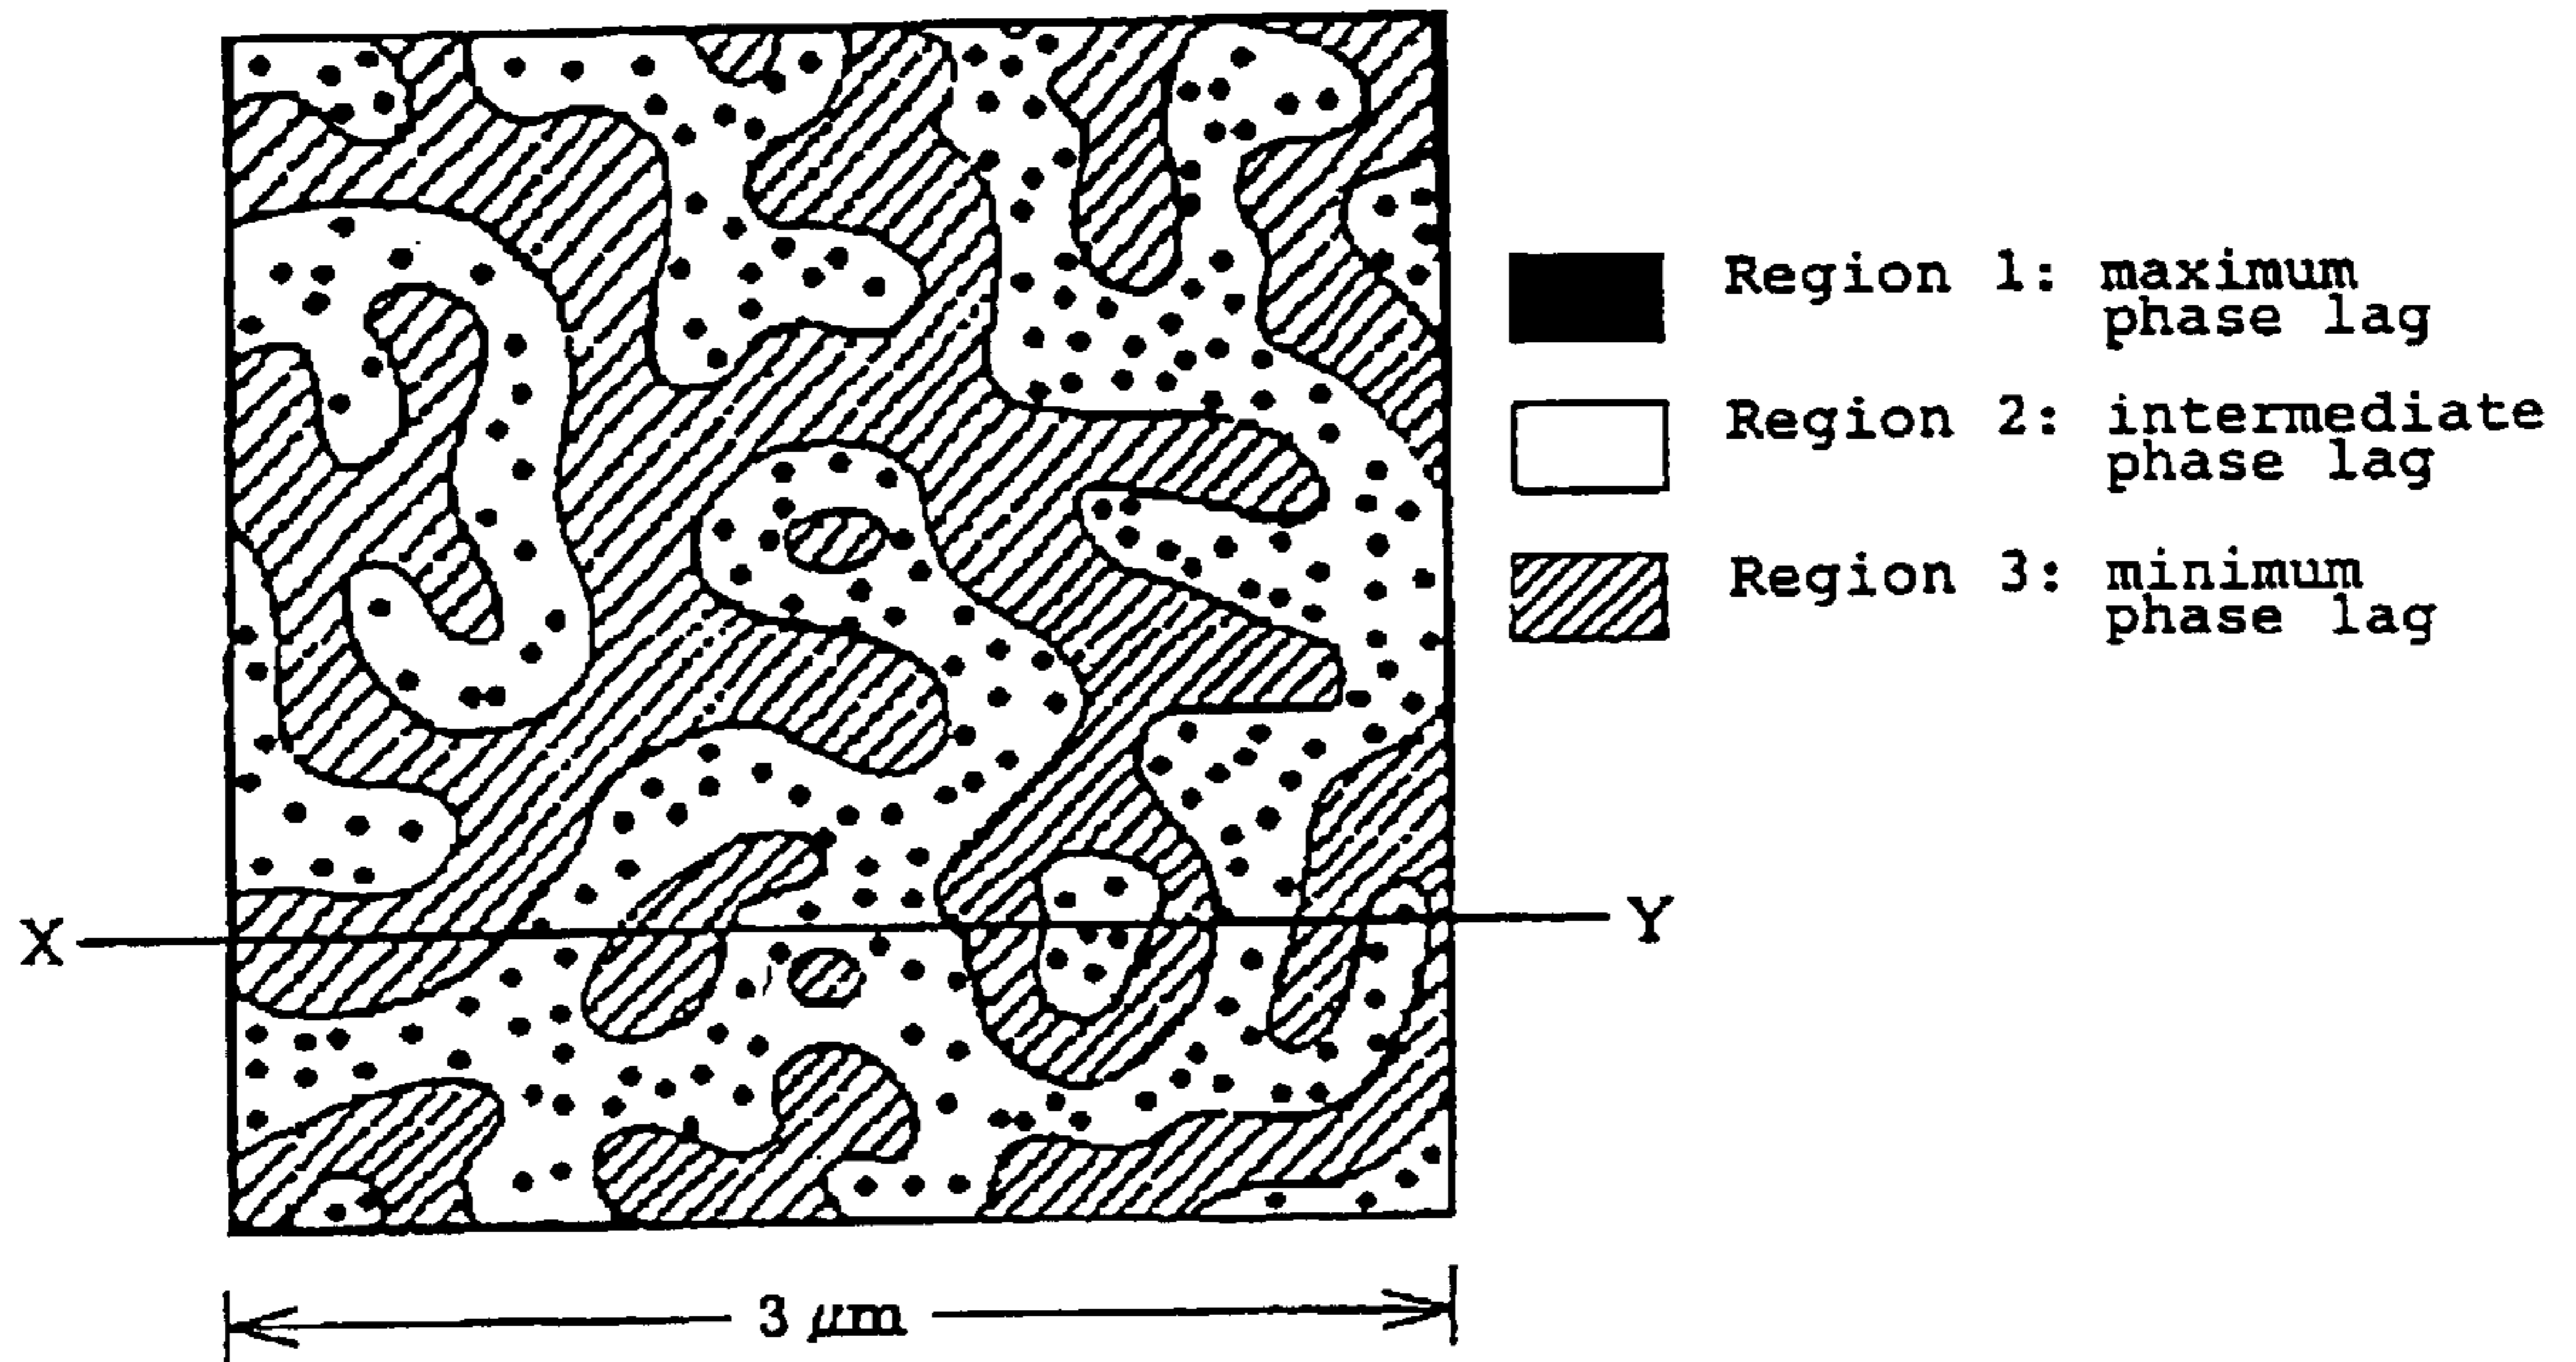 Region 1: maximum
phase lag
Region 2: intermediate
phase lag
Region 3: minimum
phase lag
X
Y
3 μm